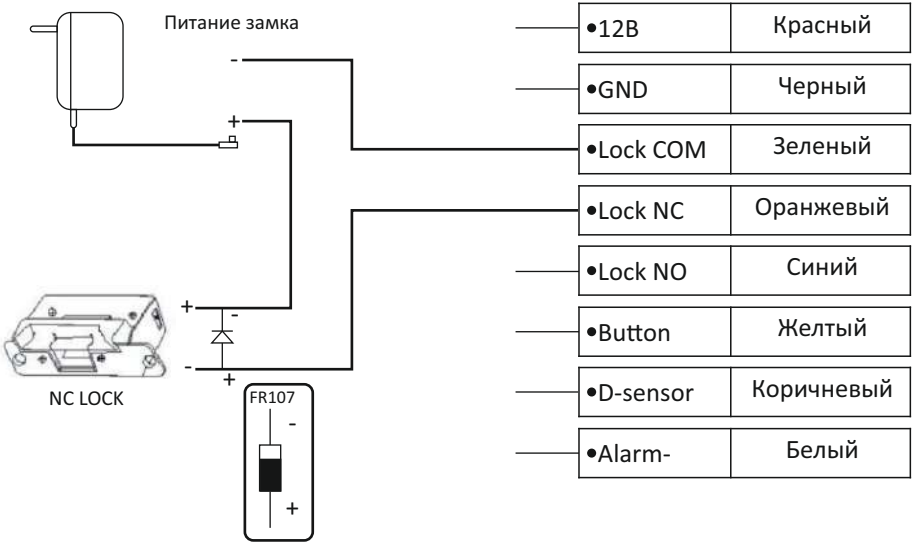 Питание замка
-
+
+
-
-
+
NC LOCK
FR107
-
+
•12В Красный
•GND Черный
•Lock COM Зеленый
•Lock NC Оранжевый
•Lock NO Синий
•Button Желтый
•D-sensor Коричневый
•Alarm- Белый